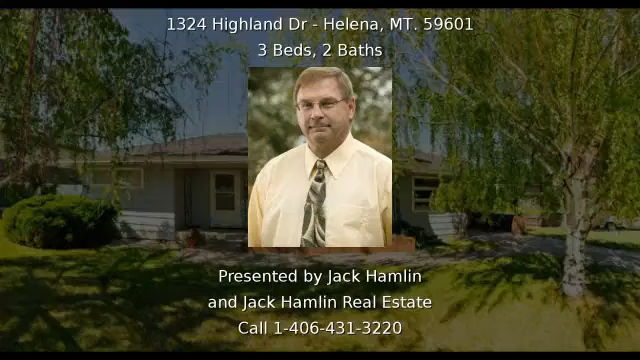 1324 Highland Dr - Helena, MT. 59601
3 Beds, 2 Baths
Presented by Jack Hamlin
and Jack Hamlin Real Estate
Call 1-406-431-3220